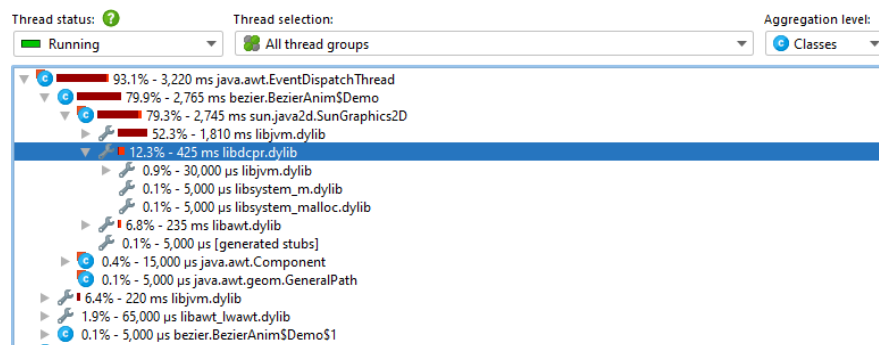 Thread status: ? Thread selection: Aggregation level:
Running All thread groups C Classes
C 93.1% - 3,220 ms java.awt.EventDispatchThread
C 79.9% - 2,765 ms bezier.BezierAnim$Demo
C 79.3% - 2,745 ms sun.java2d.SunGraphics2D
52.3% - 1,810 ms libjvm.dylib
12.3% - 425 ms libdcpr.dylib
0.9% - 30,000 µs libjvm.dylib
0.1% - 5,000 µs libsystem_m.dylib
0.1% - 5,000 µs libsystem_malloc.dylib
6.8% - 235 ms libawt.dylib
0.1% - 5,000 µs [generated stubs]
C 0.4% - 15,000 µs java.awt.Component
C 0.1% - 5,000 µs java.awt.geom.GeneralPath
6.4% - 220 ms libjvm.dylib
1.9% - 65,000 µs libawt_lwawt.dylib
C 0.1% - 5,000 µs bezier.BezierAnim$Demo$1